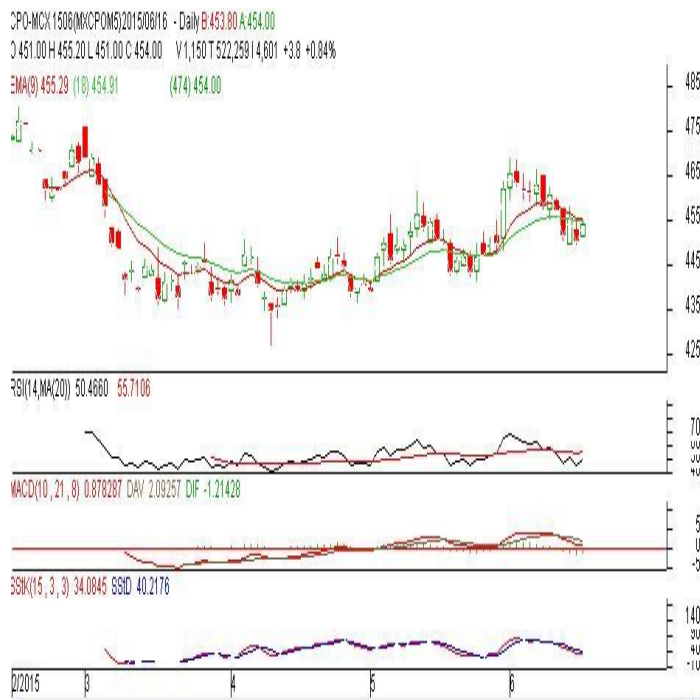 CPO-MCX 1506(MXCPOM5)2015/06/16 - Daily B:453.80 A:454.00
O 451.00 H 455.20 L 451.00 C 454.00 V 1,150 T 522,259 I 4,601 +3.8 +0.84%
EMA(9) 455.29 (18) 454.91 (474) 454.00
485
475
465
455
445
435
425
RSI(14,MA(20)) 50.4660 55.7106
70
MACD(10 , 21 , 8) 0.878287 DAV 2.09257 DIF -1.21428
5
0
-5
SStK(15 , 3 , 3) 34.0845 SStD 40.2176
140
90
40
-10
2/2015 3 4 5 6